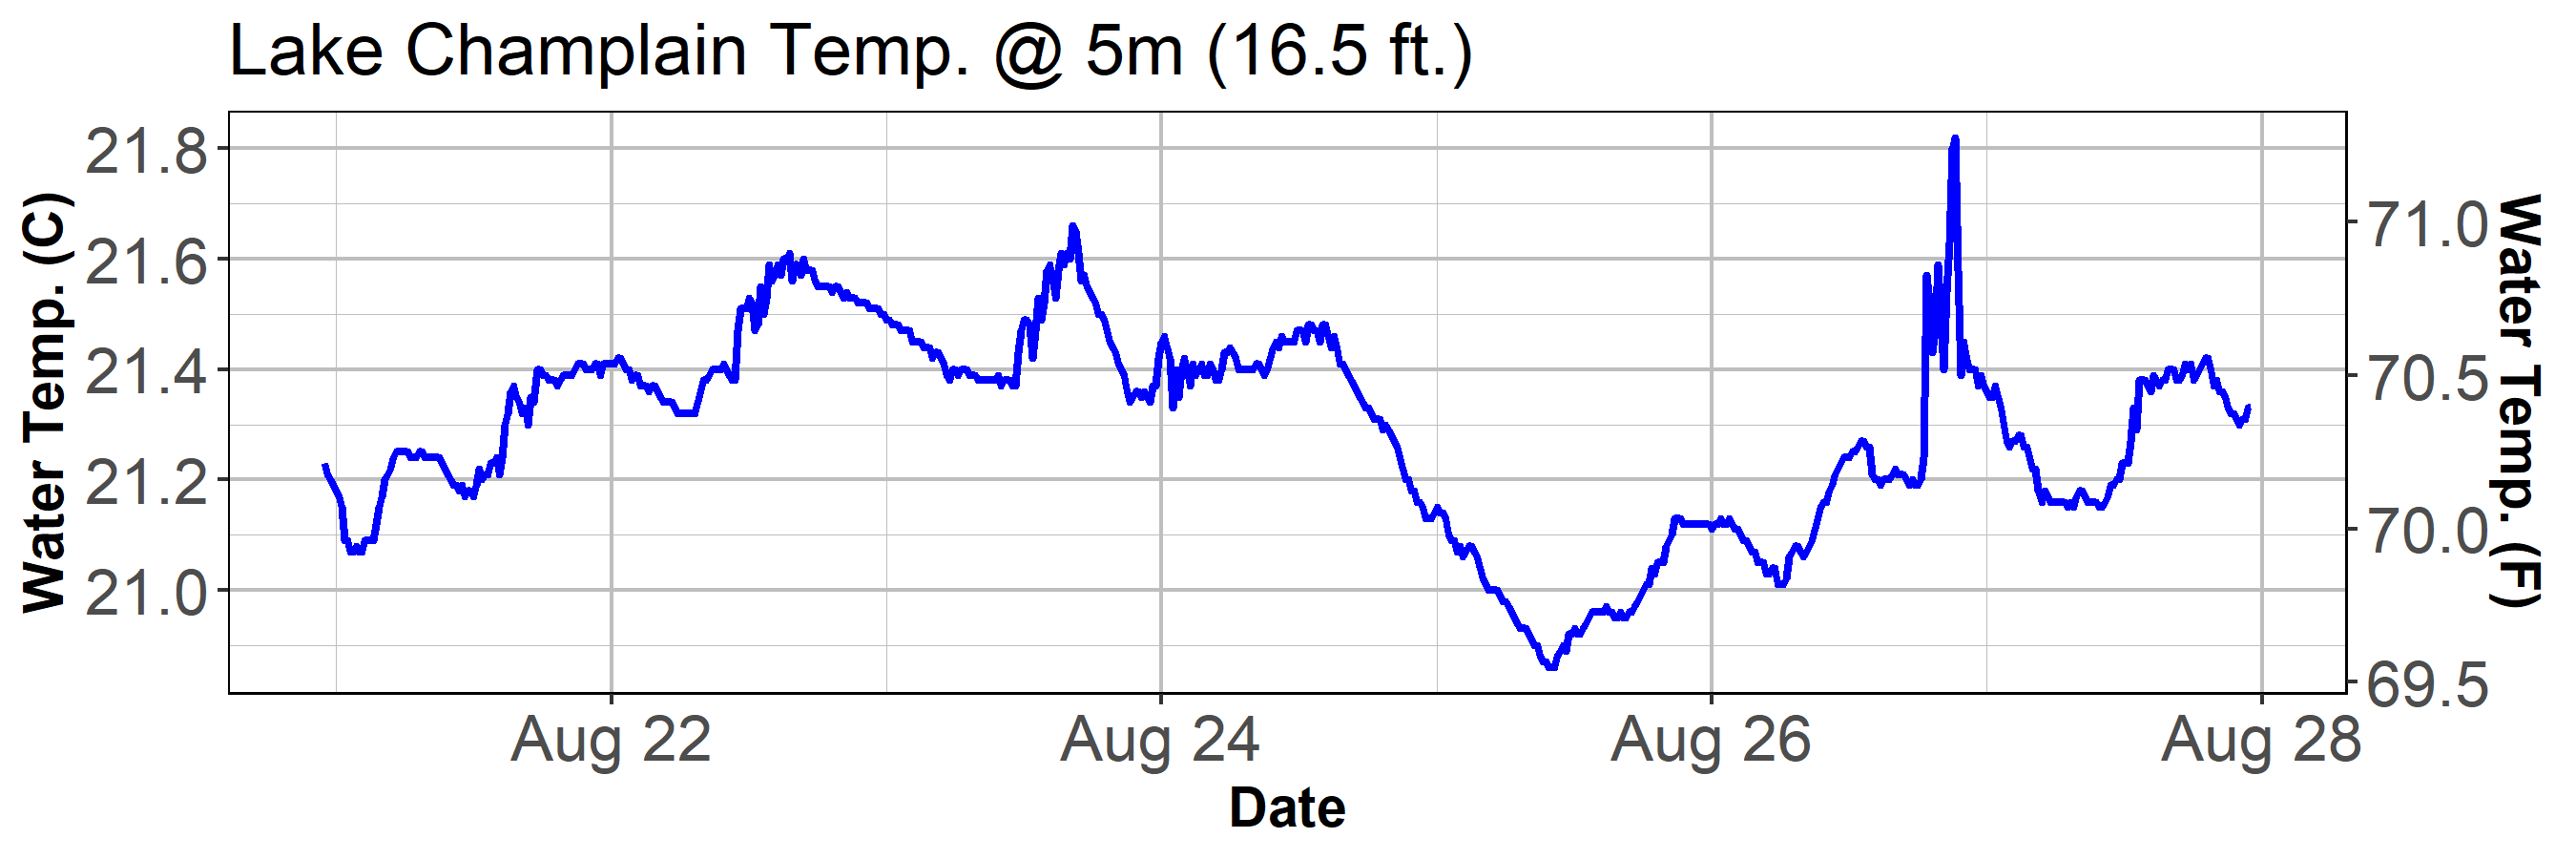 Lake Champlain Temp. @ 5m (16.5 ft.)
Water Temp. (C)
21.8
21.6
21.4
21.2
21.0
71.0
70.5
70.0
69.5
Water Temp. (F)
Aug 22
Aug 24
Aug 26
Aug 28
Date